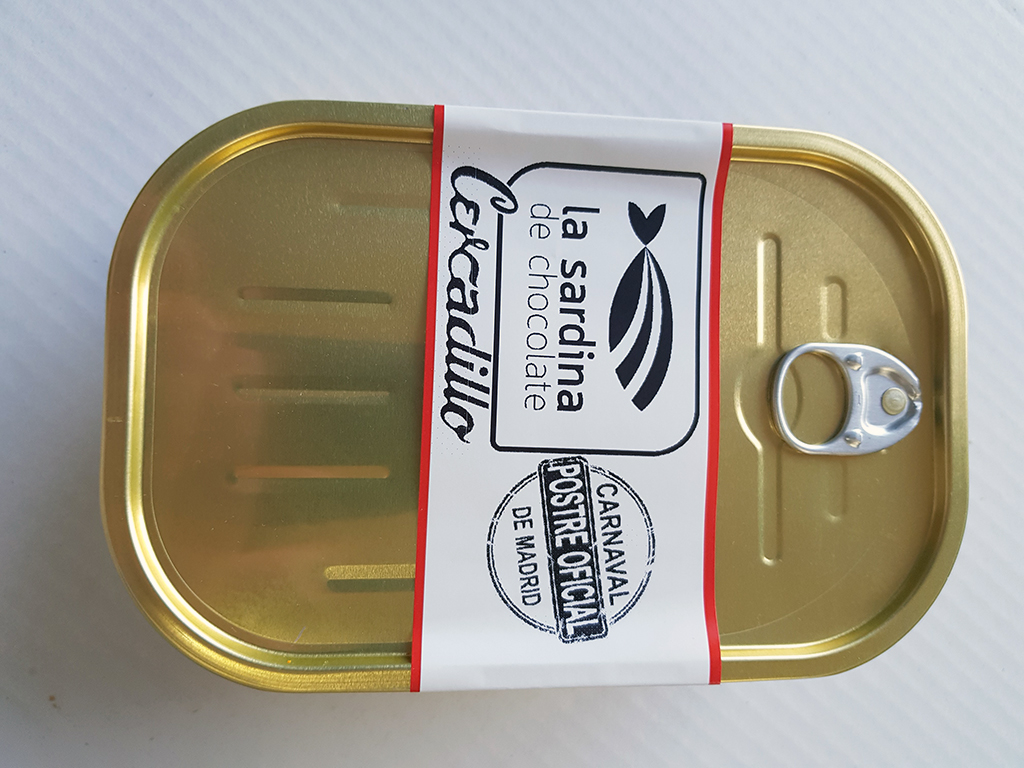 la sardina
de chocolate
Cercadillo
CARNAVAL
POSTRE OFICIAL
DE MADRID